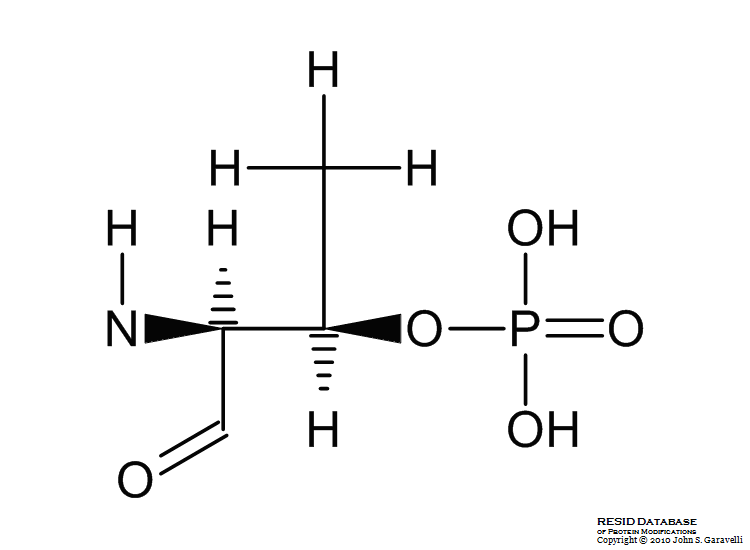 H
H H
H H OH
N O P O
H OH
O
RESID DATABASE
OF PROTEIN MODIFICATIONS
Copyright © 2010 John S. Garavelli